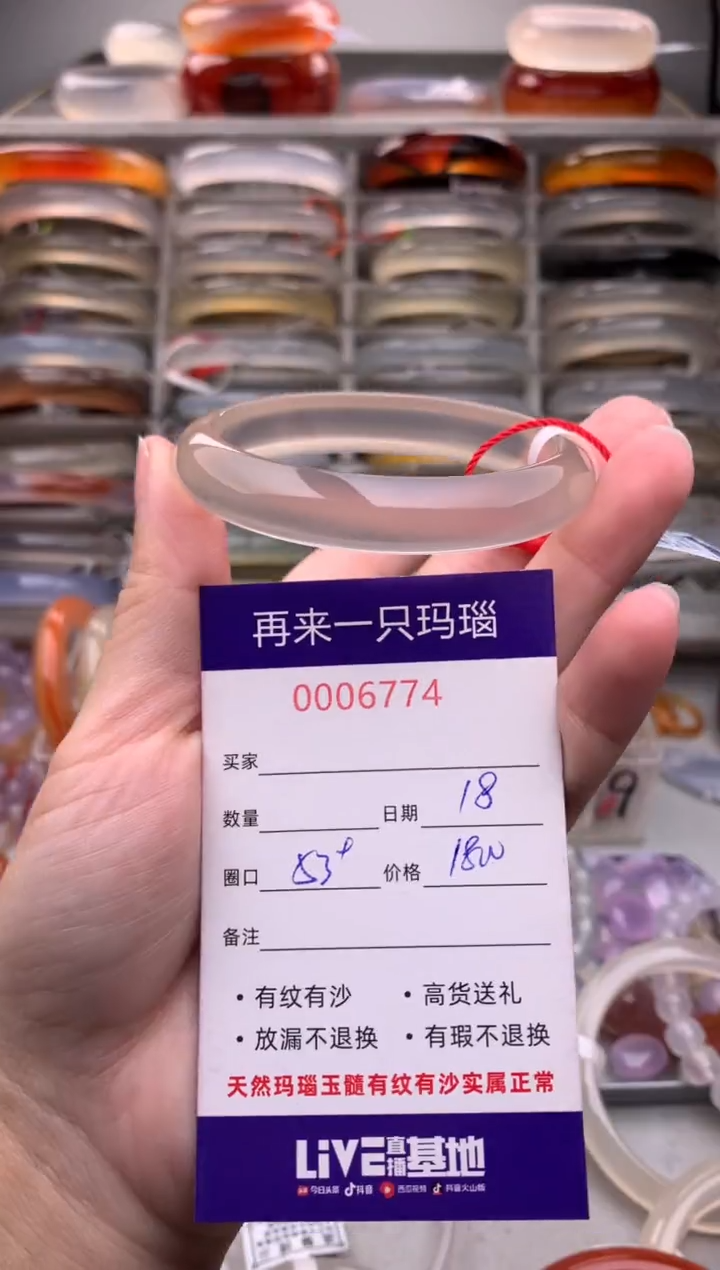 再来一只玛瑙
0006774
买家
数量 日期 18
圈口 53+ 价格 1800
备注
· 有纹有沙 · 高货送礼
· 放漏不退换 · 有瑕不退换
天然玛瑙玉髓有纹有沙实属正常
LiVE直播基地
今日头条 抖音 西瓜视频 抖音火山版
9